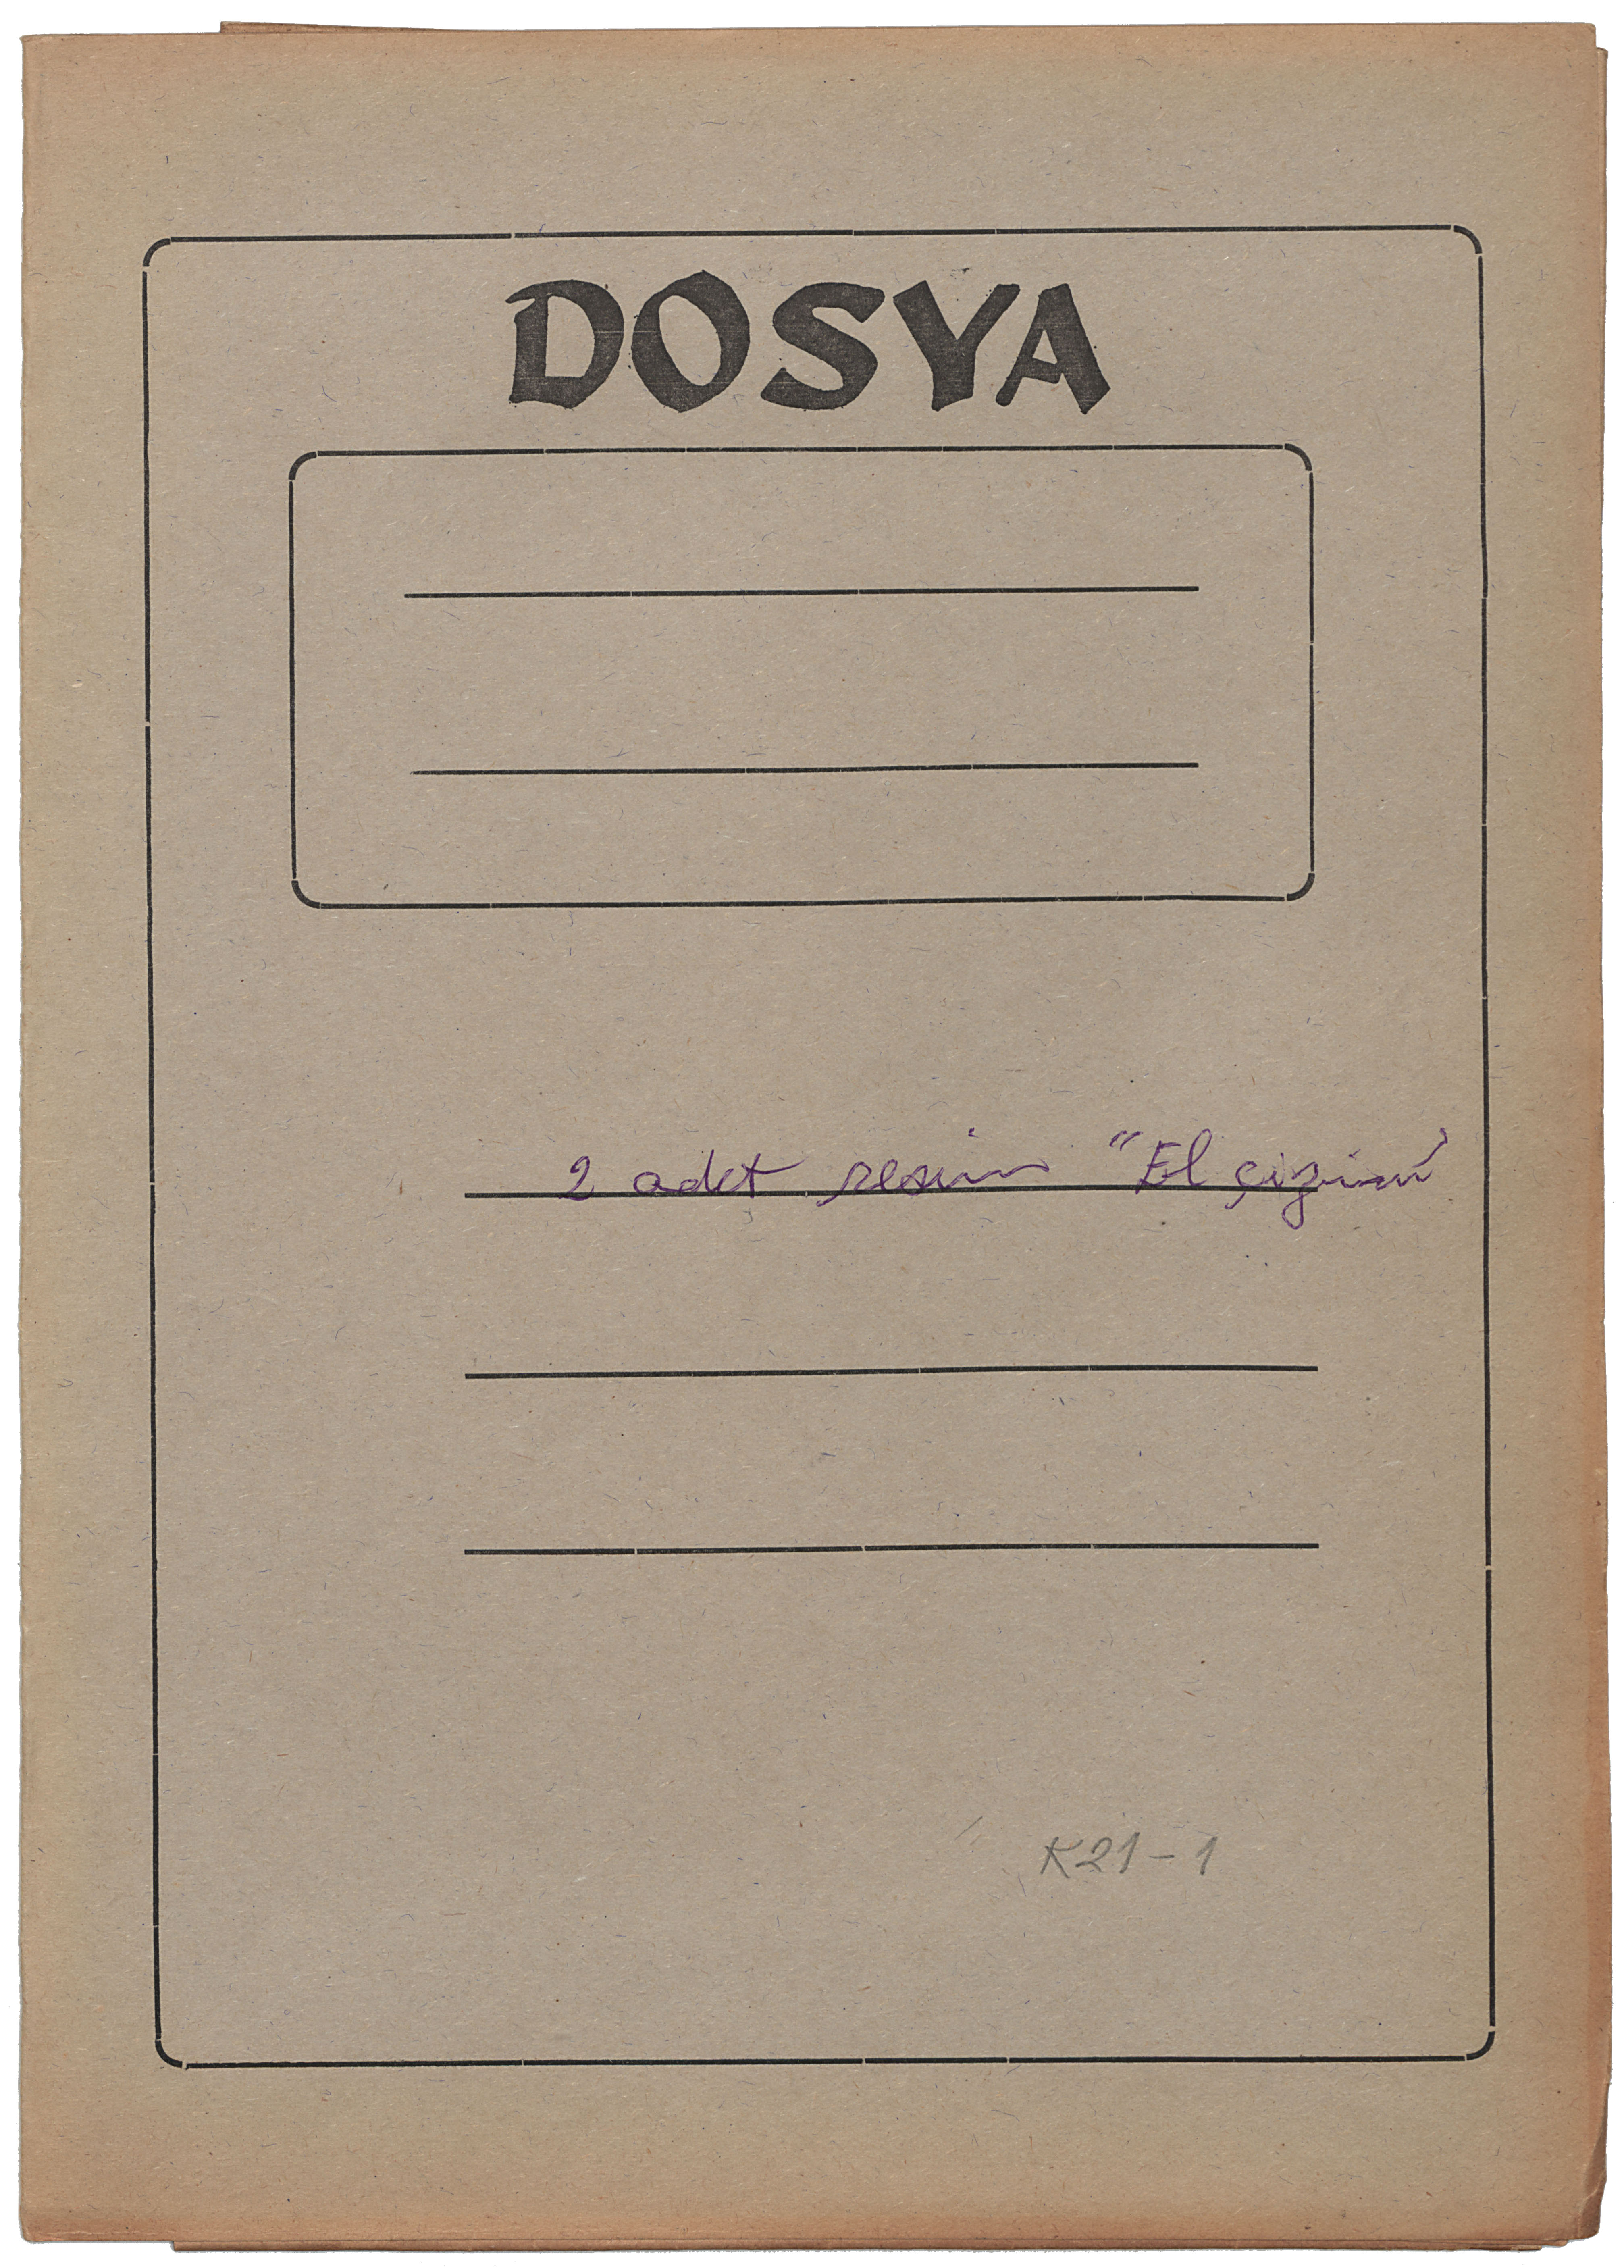 DOSYA
2 adet resim "El çizimi"
K21-1